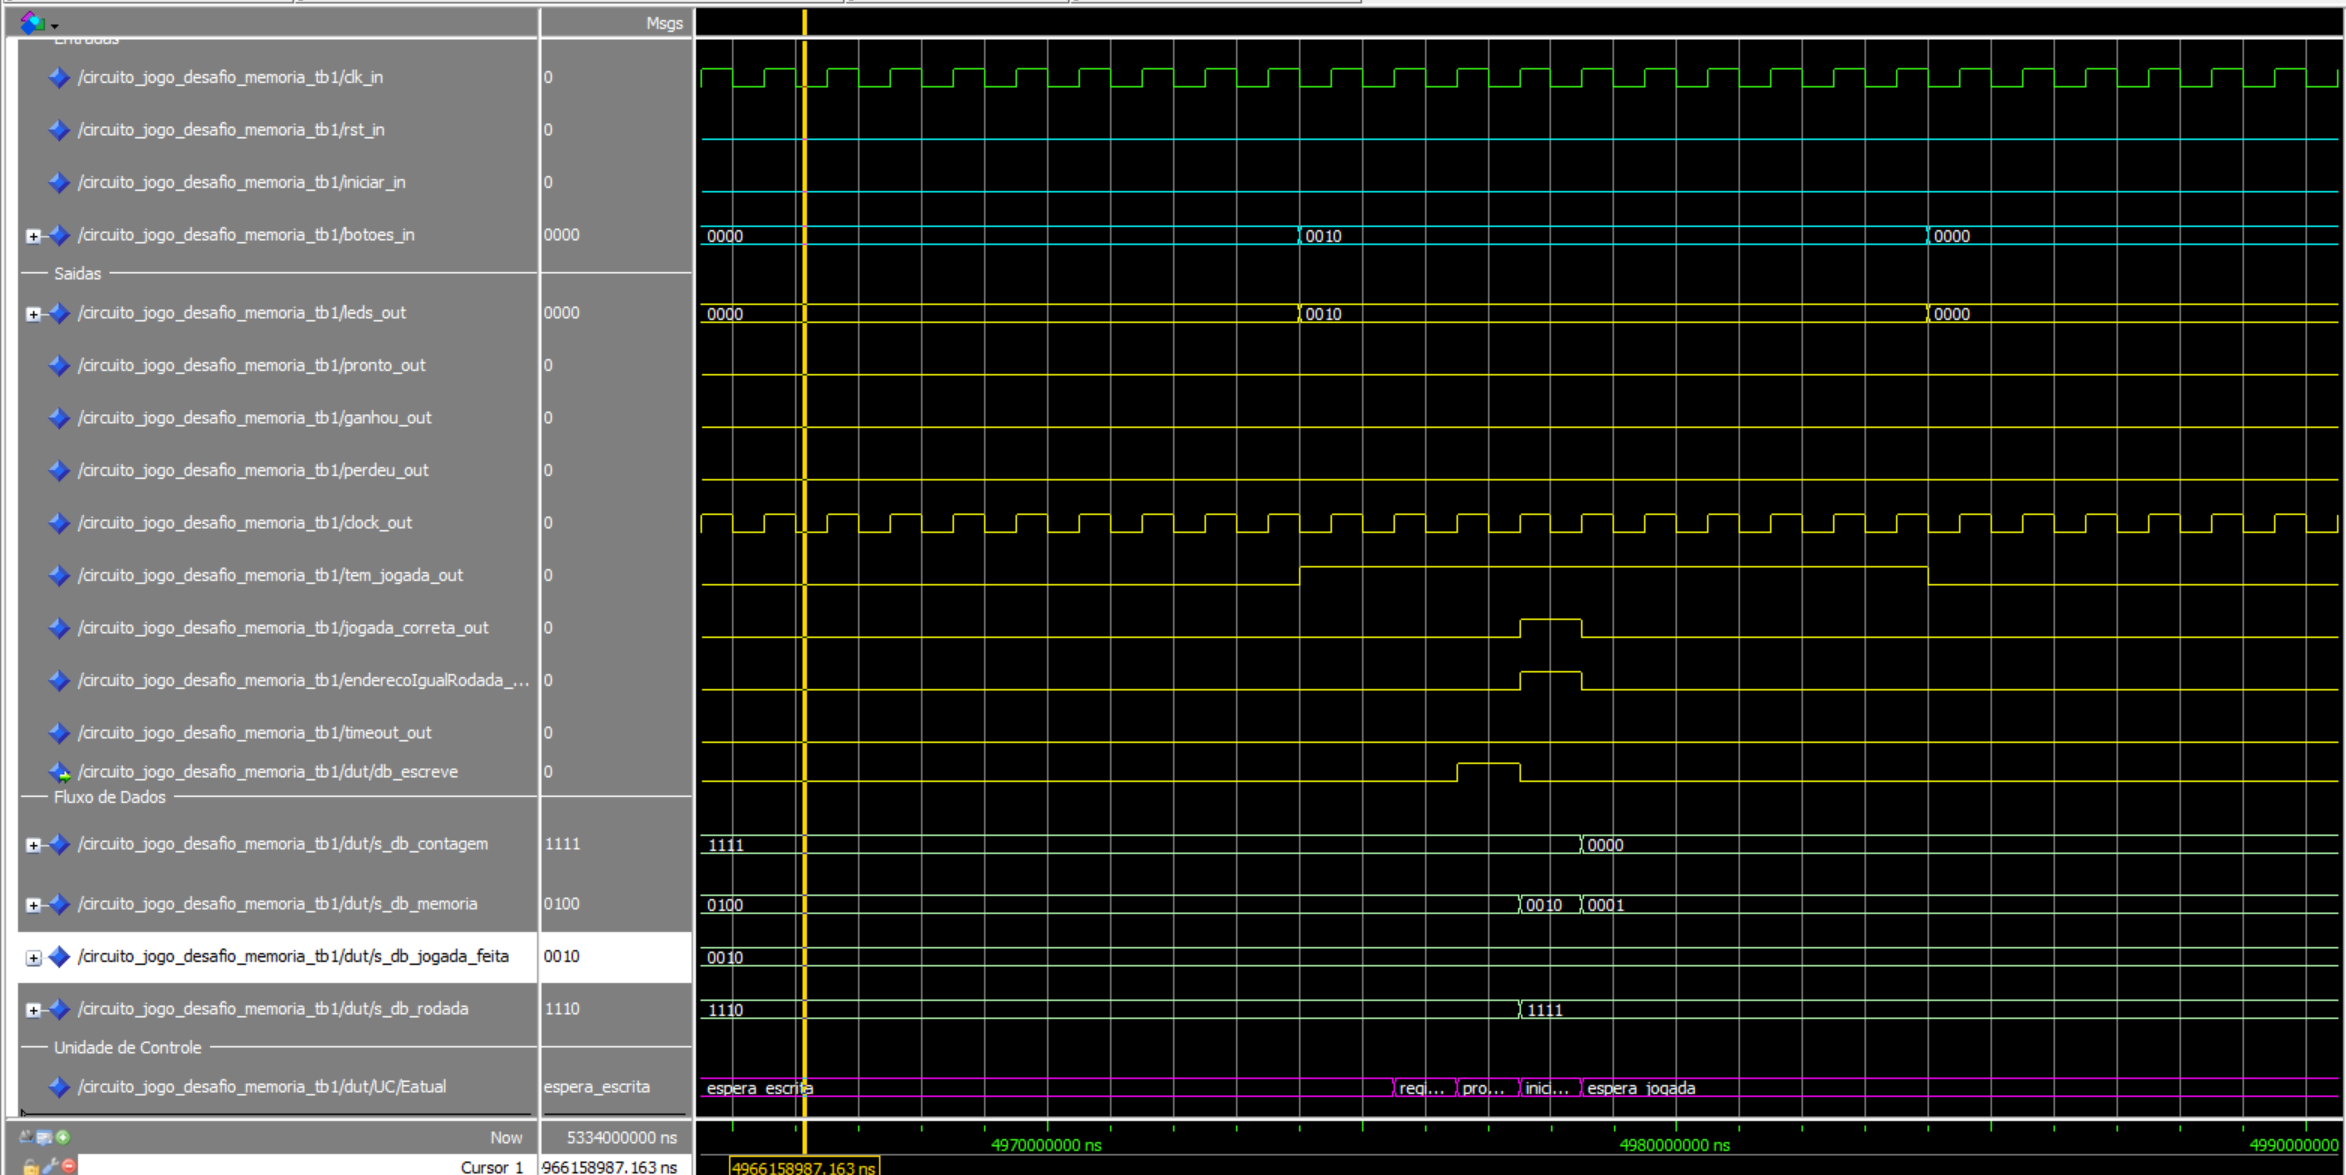 Msgs
Entradas
/circuito_jogo_desafio_memoria_tb1/clk_in 0
/circuito_jogo_desafio_memoria_tb1/rst_in 0
/circuito_jogo_desafio_memoria_tb1/iniciar_in 0
/circuito_jogo_desafio_memoria_tb1/botoes_in 0000 0000 0010 0000
Saidas
/circuito_jogo_desafio_memoria_tb1/leds_out 0000 0000 0010 0000
/circuito_jogo_desafio_memoria_tb1/pronto_out 0
/circuito_jogo_desafio_memoria_tb1/ganhou_out 0
/circuito_jogo_desafio_memoria_tb1/perdeu_out 0
/circuito_jogo_desafio_memoria_tb1/clock_out 0
/circuito_jogo_desafio_memoria_tb1/tem_jogada_out 0
/circuito_jogo_desafio_memoria_tb1/jogada_correta_out 0
/circuito_jogo_desafio_memoria_tb1/enderecoIgualRodada_... 0
/circuito_jogo_desafio_memoria_tb1/timeout_out 0
/circuito_jogo_desafio_memoria_tb1/dut/db_escreve 0
Fluxo de Dados
/circuito_jogo_desafio_memoria_tb1/dut/s_db_contagem 1111 1111 0000
/circuito_jogo_desafio_memoria_tb1/dut/s_db_memoria 0100 0100 0010 0001
/circuito_jogo_desafio_memoria_tb1/dut/s_db_jogada_feita 0010 0010
/circuito_jogo_desafio_memoria_tb1/dut/s_db_rodada 1110 1110 1111
Unidade de Controle
/circuito_jogo_desafio_memoria_tb1/dut/UC/Eatual espera_escrita espera_escrita regi... pro... inici... espera_jogada
Now 5334000000 ns 4970000000 ns 4980000000 ns 4990000000
Cursor 1 966158987.163 ns 4966158987.163 ns